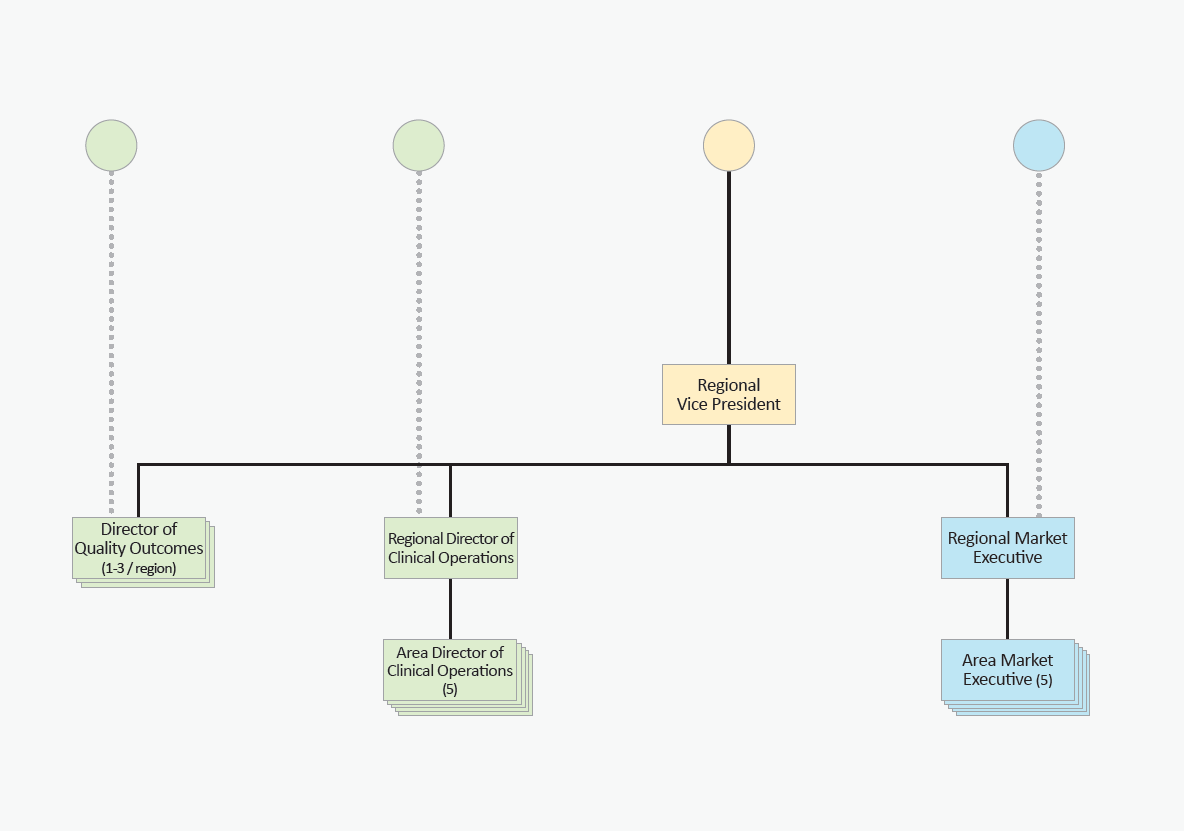 Regional
Vice President
Director of
Quality Outcomes
(1-3 / region)
Regional Director of
Clinical Operations
Regional Market
Executive
Area Director of
Clinical Operations
(5)
Area Market
Executive (5)